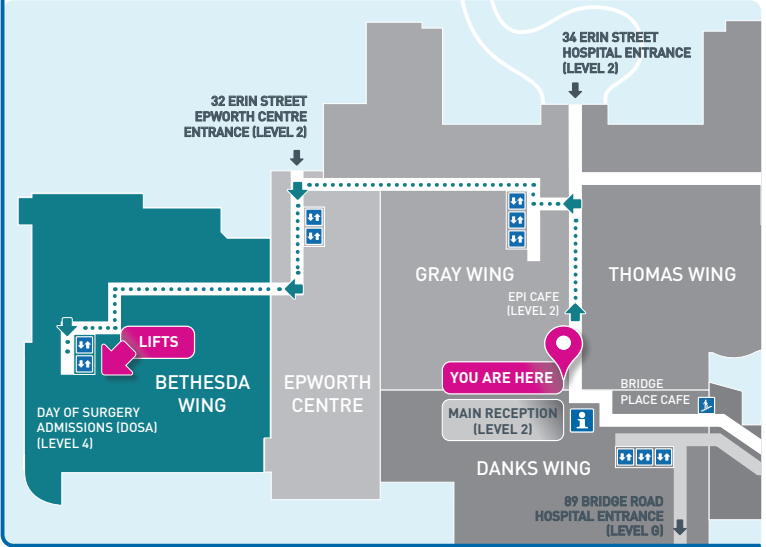 34 ERIN STREET
HOSPITAL ENTRANCE
(LEVEL 2)
32 ERIN STREET
EPWORTH CENTRE
ENTRANCE (LEVEL 2)
GRAY WING
THOMAS WING
EPI CAFE
(LEVEL 2)
LIFTS
YOU ARE HERE
BETHESDA
WING
EPWORTH
CENTRE
BRIDGE
PLACE CAFE
DAY OF SURGERY
ADMISSIONS (DOSA)
(LEVEL 4)
MAIN RECEPTION
(LEVEL 2)
i
DANKS WING
89 BRIDGE ROAD
HOSPITAL ENTRANCE
(LEVEL G)